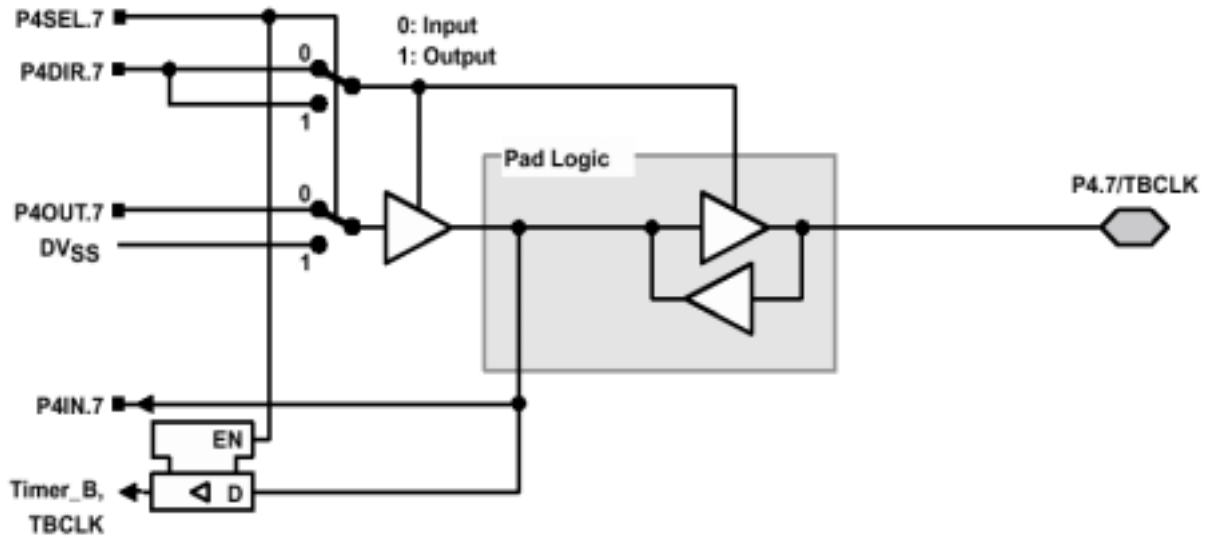 P4SEL.7
0: Input
1: Output
0
P4DIR.7
1
Pad Logic
P4.7/TBCLK
0
P4OUT.7
DVSS
1
P4IN.7
EN
Timer_B,
D
TBCLK